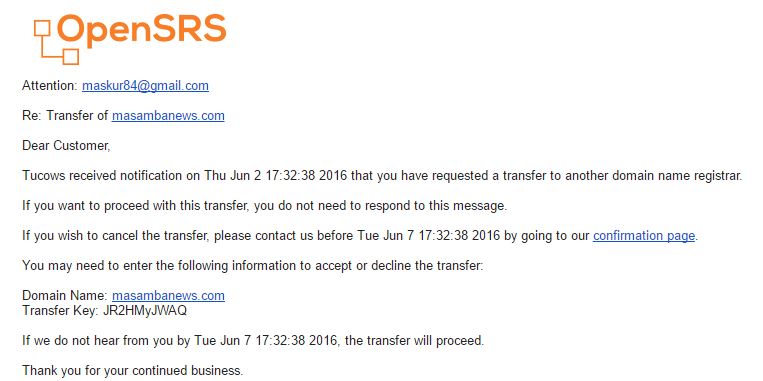 OpenSRS
Attention: maskur84@gmail.com
Re: Transfer of masambanews.com
Dear Customer,
Tucows received notification on Thu Jun 2 17:32:38 2016 that you have requested a transfer to another domain name registrar.
If you want to proceed with this transfer, you do not need to respond to this message.
If you wish to cancel the transfer, please contact us before Tue Jun 7 17:32:38 2016 by going to our confirmation page.
You may need to enter the following information to accept or decline the transfer:
Domain Name: masambanews.com
Transfer Key: JR2HMyJWAQ
If we do not hear from you by Tue Jun 7 17:32:38 2016, the transfer will proceed.
Thank you for your continued business.